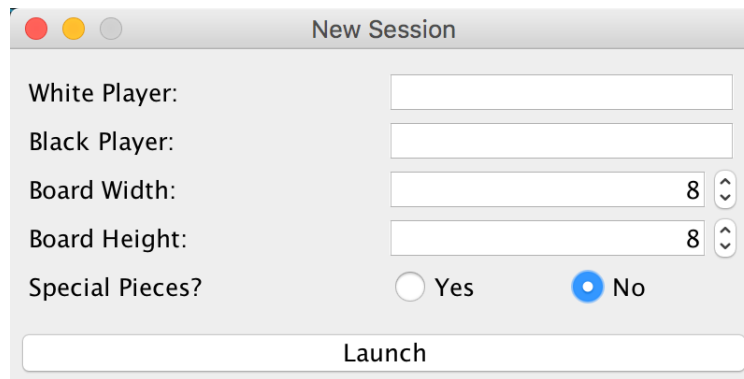 New Session
White Player:
Black Player:
Board Width: 8
Board Height: 8
Special Pieces? Yes No
Launch